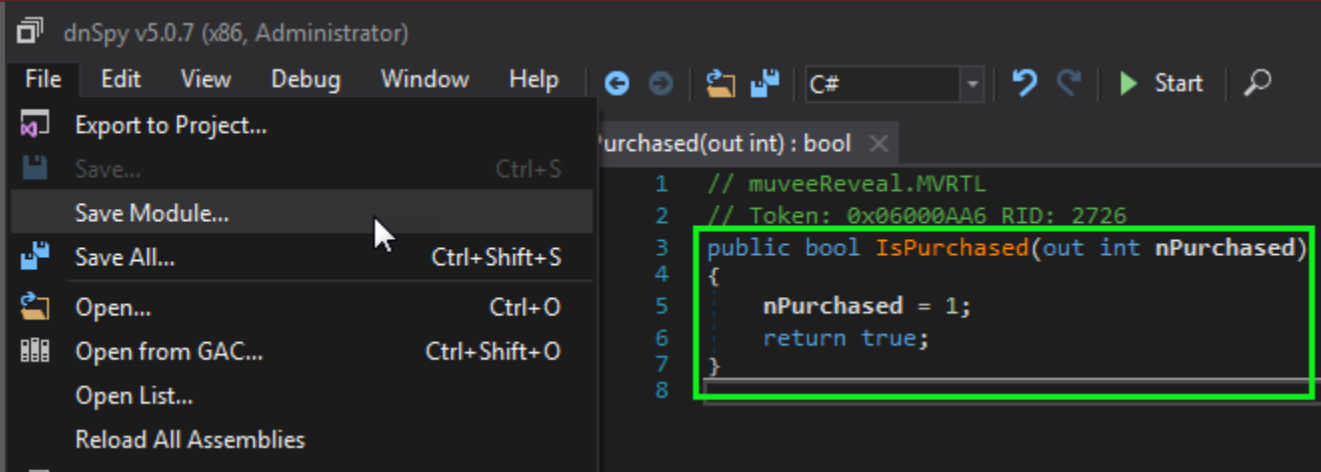 dnSpy v5.0.7 (x86, Administrator)
File Edit View Debug Window Help C# Start
Export to Project...
Save... Ctrl+S
Save Module...
Save All... Ctrl+Shift+S
Open... Ctrl+O
Open from GAC... Ctrl+Shift+O
Open List...
Reload All Assemblies
urchased(out int) : bool
1 // muveeReveal.MVRTL
2 // Token: 0x06000AA6 RID: 2726
3 public bool IsPurchased(out int nPurchased)
4 {
5 nPurchased = 1;
6 return true;
7 }
8